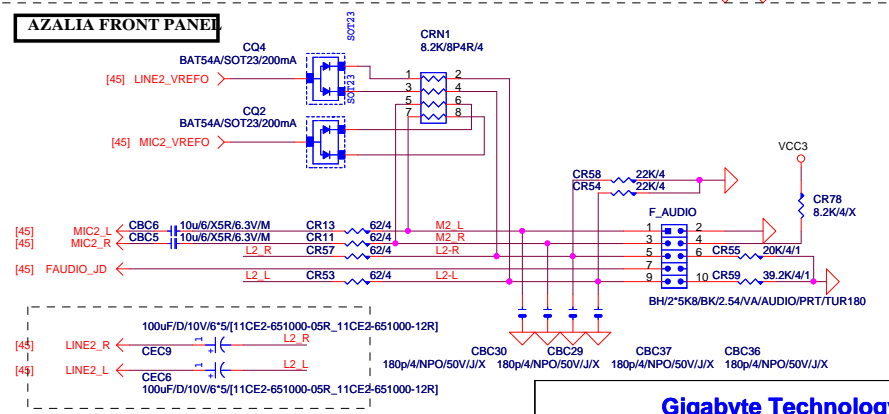 AZALIA FRONT PANEL
SOT23
CQ4
BAT54A/SOT23/200mA
CRN1
8.2K/8P4R/4
[45] LINE2_VREFO
1 2
3 4
5 6
7 8
SOT23
CQ2
BAT54A/SOT23/200mA
[45] MIC2_VREFO
VCC3
CR58 22K/4
CR54 22K/4
CR78
8.2K/4/X
F_AUDIO
[45] MIC2_L CBC6 10u/6/X5R/6.3V/M CR13 62/4 M2_L 1 2
[45] MIC2_R CBC5 10u/6/X5R/6.3V/M CR11 62/4 M2_R 3 4
L2_R CR57 62/4 L2-R 5 6 CR55 20K/4/1
[45] FAUDIO_JD 7
L2_L CR53 62/4 L2-L 9 10 CR59 39.2K/4/1
BH/2*5K8/BK/2.54/VA/AUDIO/PRT/TUR180
100uF/D/10V/6*5/[11CE2-651000-05R_11CE2-651000-12R]
[45] LINE2_R 1 + L2_R
CEC9
[45] LINE2_L 1 + L2_L
CEC6
100uF/D/10V/6*5/[11CE2-651000-05R_11CE2-651000-12R]
CBC30 CBC29 CBC37 CBC36
180p/4/NPO/50V/J/X 180p/4/NPO/50V/J/X 180p/4/NPO/50V/J/X 180p/4/NPO/50V/J/X
Gigabyte Technology